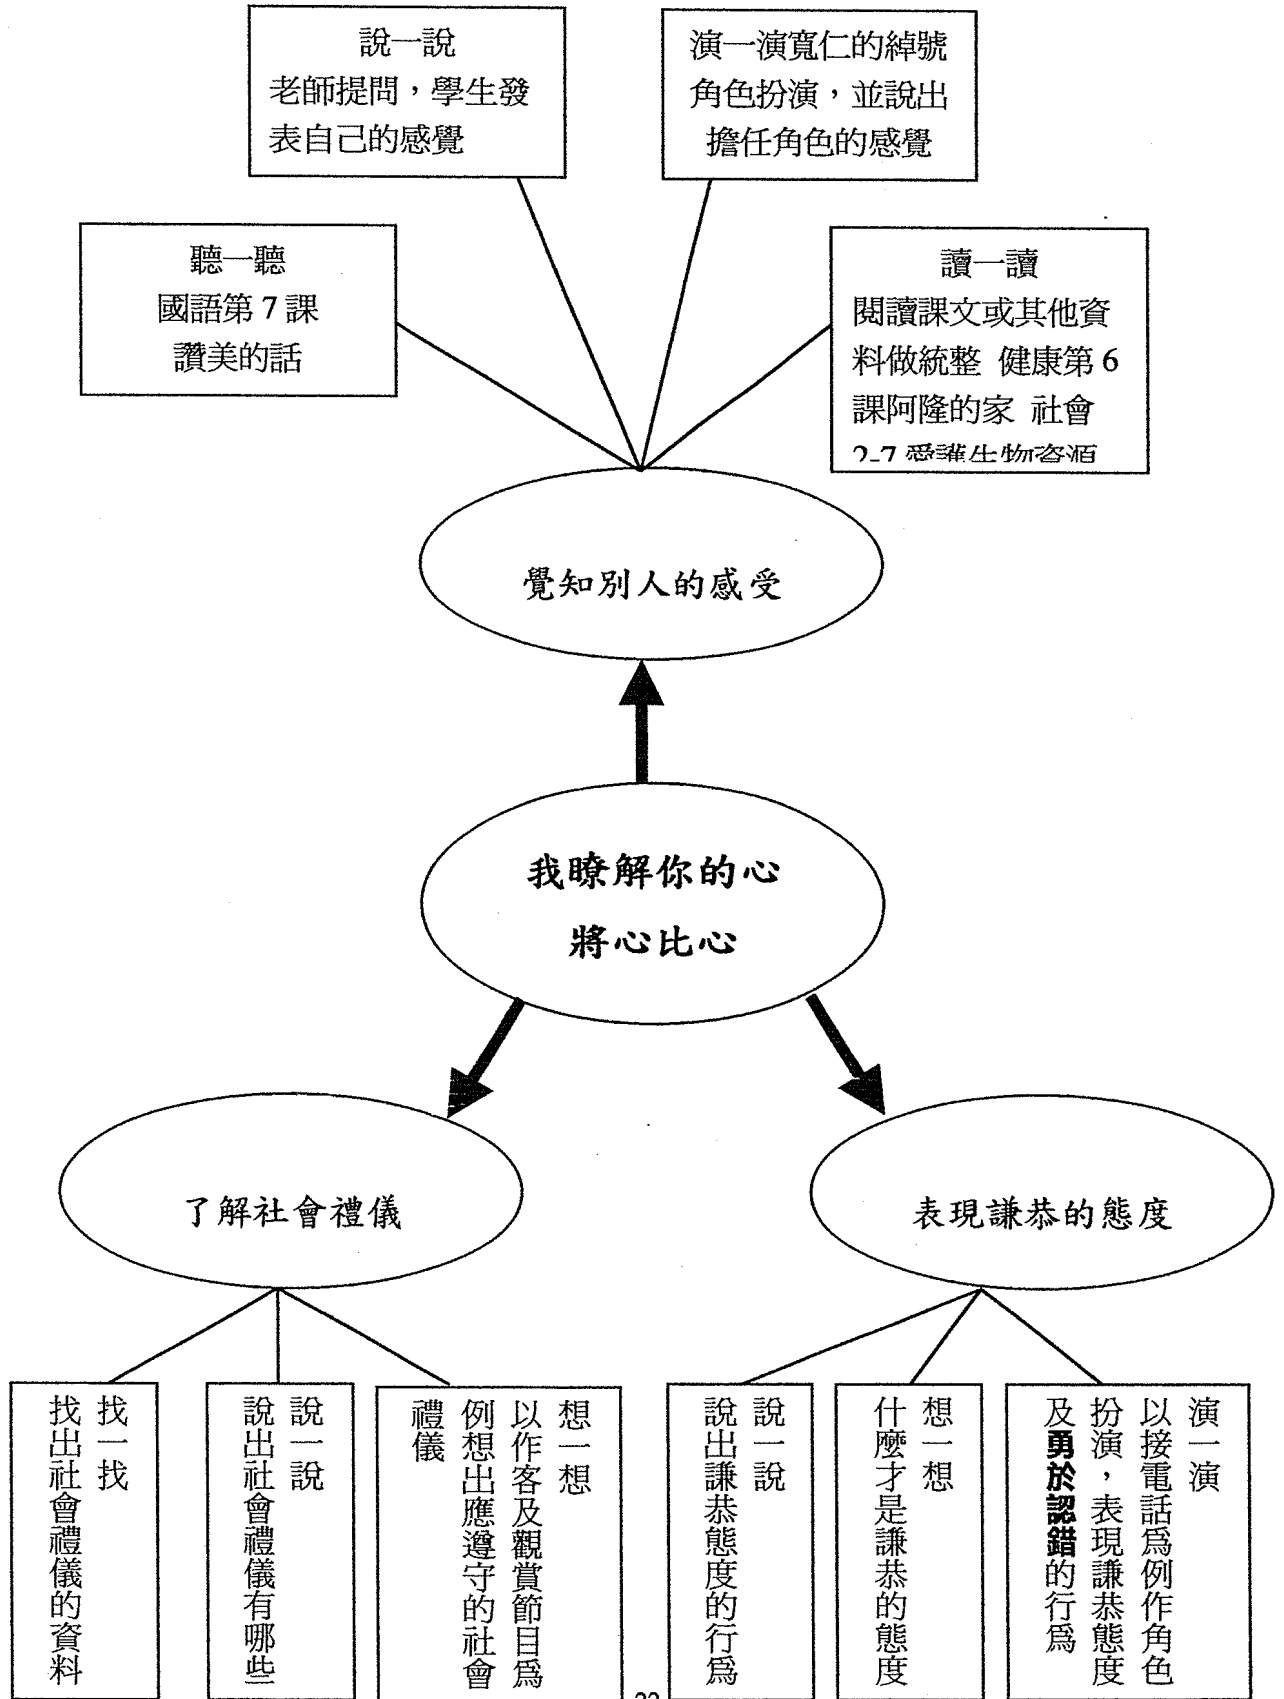 說一說
老師提問,學生發
表自己的感覺
演一演寬仁的綽號
角色扮演,並說出
擔任角色的感覺
聽一聽
國語第 7 課
讚美的話
讀一讀
閱讀課文或其他資
料做統整 健康第 6
課阿隆的家 社會
2-7 愛護生物資源
覺知別人的感受
我瞭解你的心
將心比心
了解社會禮儀
表現謙恭的態度
找一找
找出社會禮儀的資料
說一說
說出社會禮儀有哪些
想一想
以作客及觀賞節目為
例想出應遵守的社會
禮儀
說一說
說出謙恭態度的行為
想一想
什麼才是謙恭的態度
演一演
以接電話為例作角色
扮演,表現謙恭態度
及勇於認錯的行為